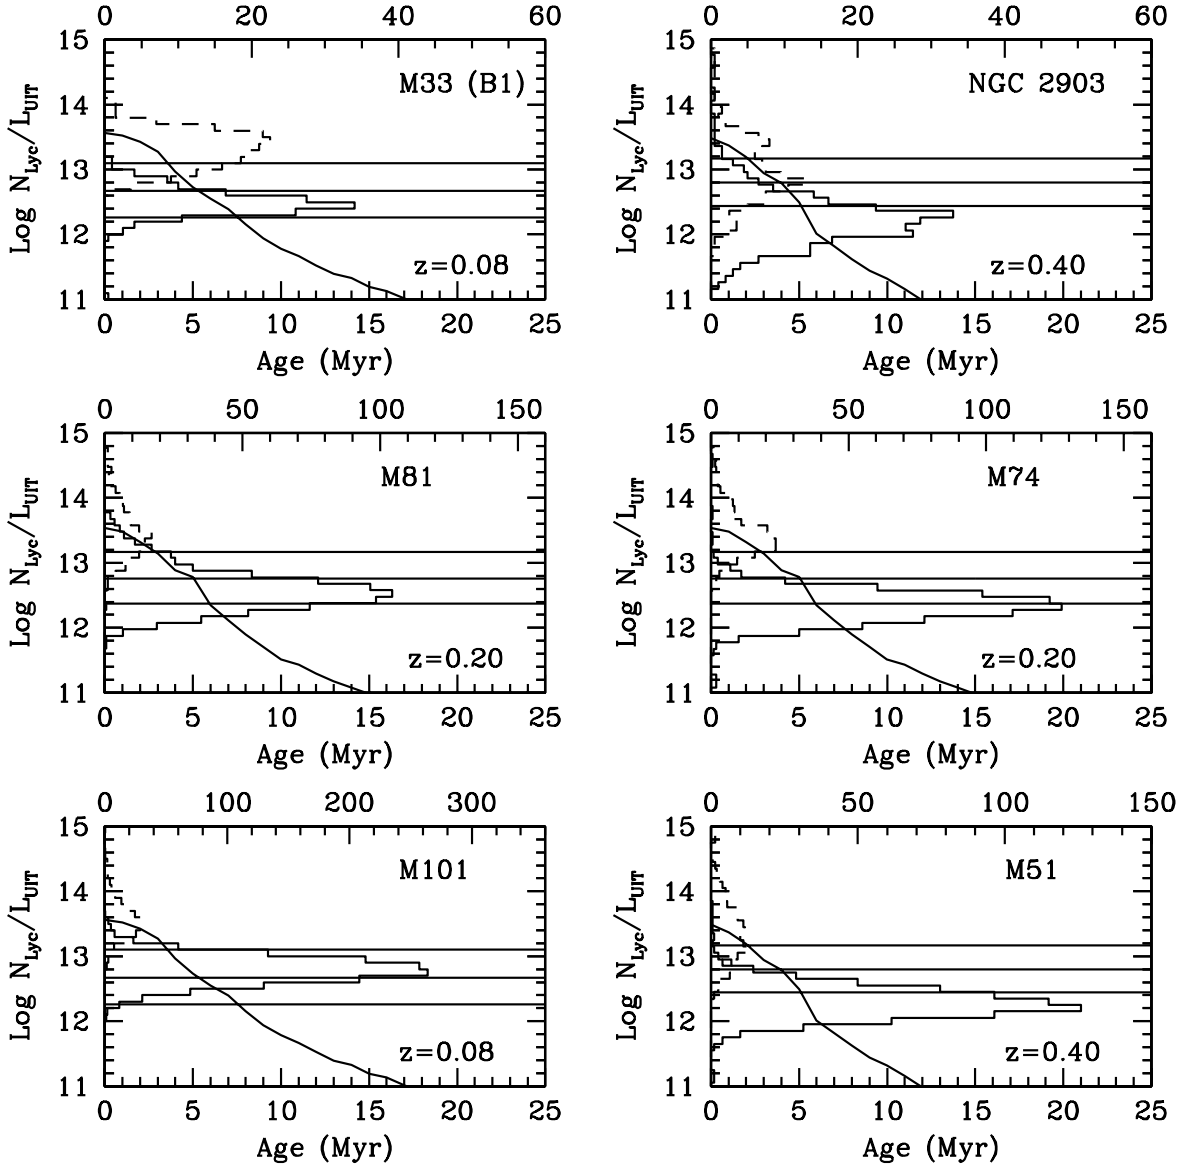 0 20 40 60 0 20 40 60
15 15
M33 (B1) NGC 2903
14 14
Log N_Lyc/L_UIT Log N_Lyc/L_UIT
13 13
12 12
z=0.08 z=0.40
11 11
0 5 10 15 20 25 0 5 10 15 20 25
Age (Myr) Age (Myr)
0 50 100 150 0 50 100 150
15 15
M81 M74
14 14
Log N_Lyc/L_UIT Log N_Lyc/L_UIT
13 13
12 12
z=0.20 z=0.20
11 11
0 5 10 15 20 25 0 5 10 15 20 25
Age (Myr) Age (Myr)
0 100 200 300 0 50 100 150
15 15
M101 M51
14 14
Log N_Lyc/L_UIT Log N_Lyc/L_UIT
13 13
12 12
z=0.08 z=0.40
11 11
0 5 10 15 20 25 0 5 10 15 20 25
Age (Myr) Age (Myr)